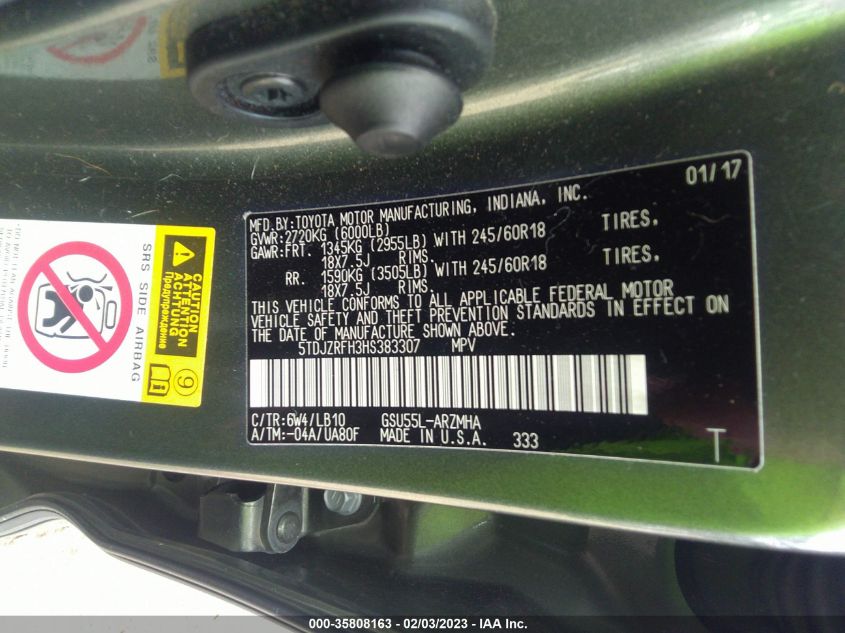 01/17
MFD. BY: TOYOTA MOTOR MANUFACTURING, INDIANA, INC.
GVWR: 2720KG (6000LB)
GAWR: FRT. 1345KG (2955LB) WITH 245/60R18 TIRES.
18X7.5J RIMS.
RR. 1590KG (3505LB) WITH 245/60R18 TIRES.
18X7.5J RIMS.
THIS VEHICLE CONFORMS TO ALL APPLICABLE FEDERAL MOTOR
VEHICLE SAFETY AND THEFT PREVENTION STANDARDS IN EFFECT ON
THE DATE OF MANUFACTURE SHOWN ABOVE.
5TDJZRFH3HS383307 MPV
C/TR: 6W4/LB10 GSU55L-ARZMHA
A/TM: -04A/UA80F MADE IN U.S.A. 333
T
SRS SIDE AIRBAG
CAUTION
ATTENTION
ACHTUNG
Предупреждение
9
000-35808163 - 02/03/2023 - IAA Inc.